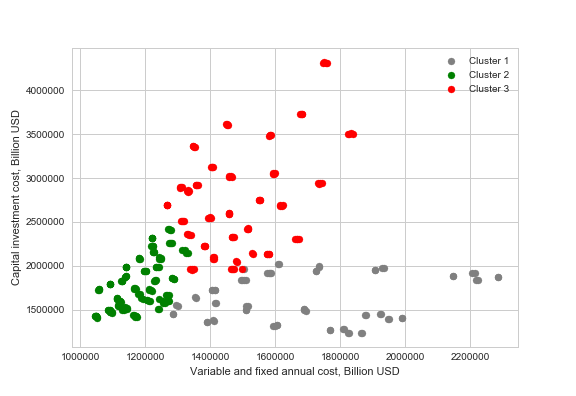 Cluster 1
Cluster 2
Cluster 3
4000000
3500000
3000000
2500000
2000000
1500000
Capital investment cost, Billion USD
1000000 1200000 1400000 1600000 1800000 2000000 2200000
Variable and fixed annual cost, Billion USD